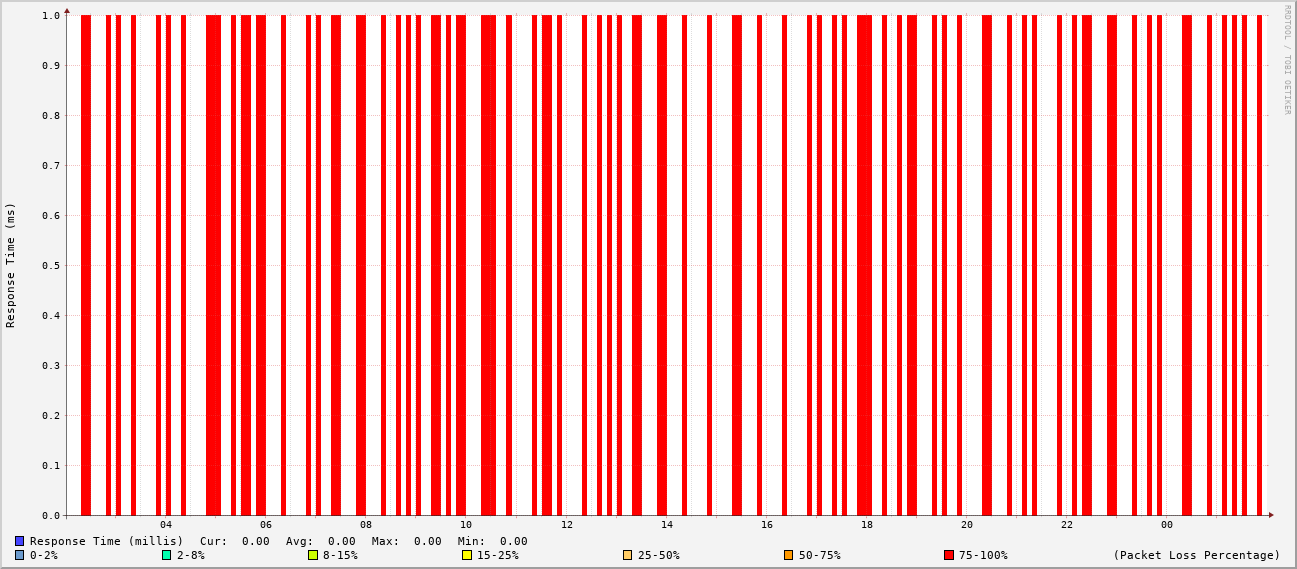 RRDTOOL / TOBI OETIKER
Response Time (ms)
1.0
0.9
0.8
0.7
0.6
0.5
0.4
0.3
0.2
0.1
0.0
04 06 08 10 12 14 16 18 20 22 00
Response Time (millis) Cur: 0.00 Avg: 0.00 Max: 0.00 Min: 0.00
0-2% 2-8% 8-15% 15-25% 25-50% 50-75% 75-100% (Packet Loss Percentage)